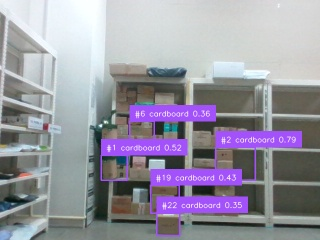 #6 cardboard 0.36
#2 cardboard 0.79
#1 cardboard 0.52
#19 cardboard 0.43
#22 cardboard 0.35